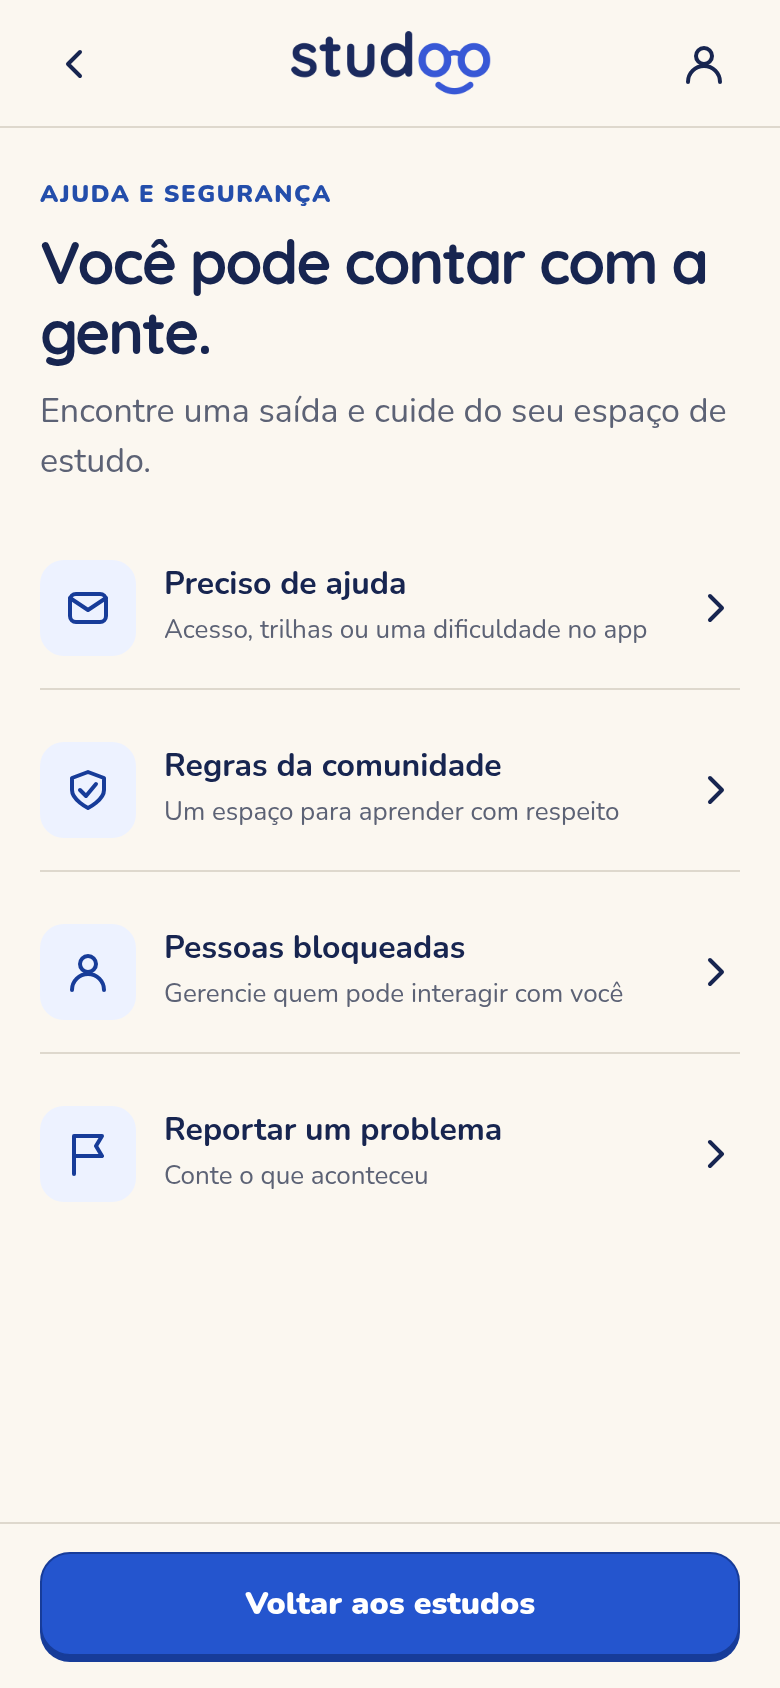 studoo
AJUDA E SEGURANÇA
Você pode contar com a
gente.
Encontre uma saída e cuide do seu espaço de
estudo.
Preciso de ajuda
Acesso, trilhas ou uma dificuldade no app
Regras da comunidade
Um espaço para aprender com respeito
Pessoas bloqueadas
Gerencie quem pode interagir com você
Reportar um problema
Conte o que aconteceu
Voltar aos estudos